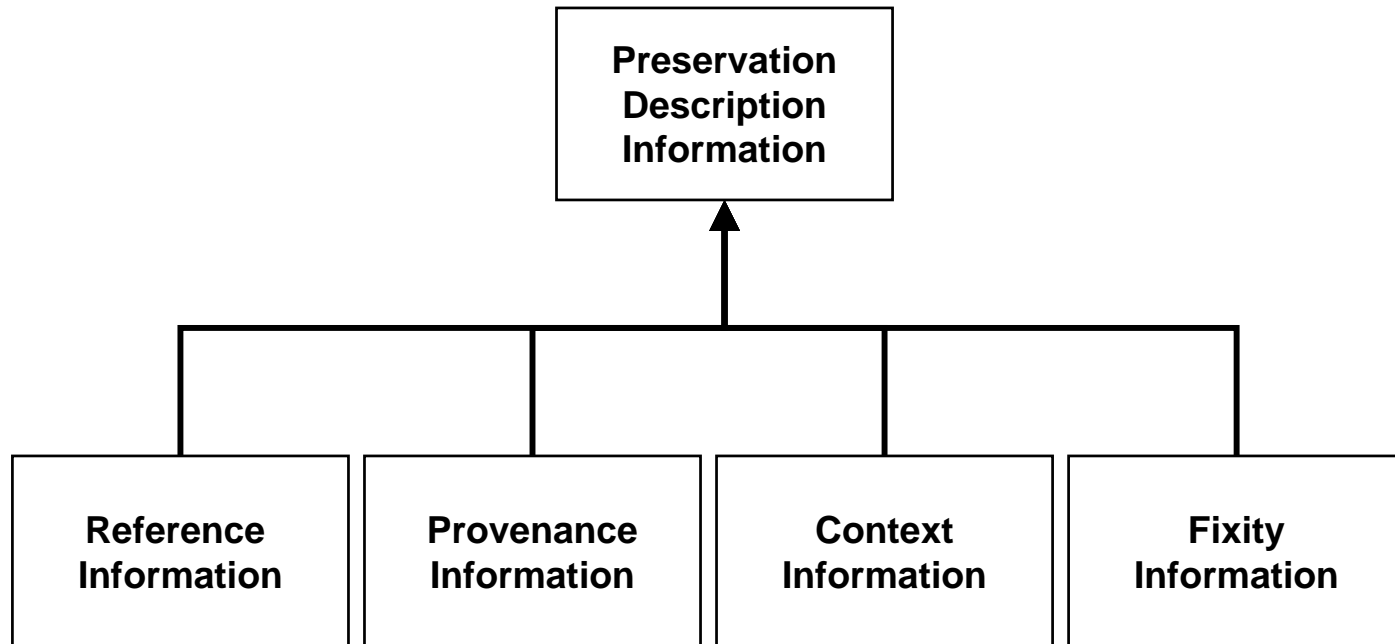 Preservation
Description
Information
Reference
Information
Provenance
Information
Context
Information
Fixity
Information